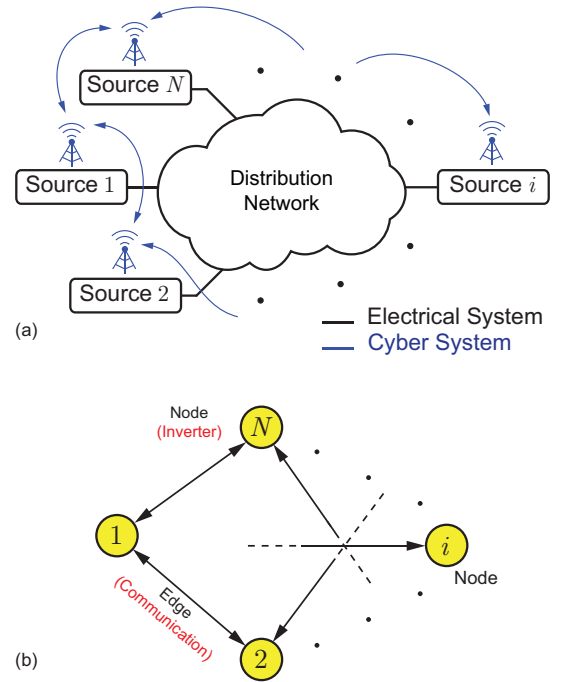 Source N
Source 1
Distribution
Network
Source i
Source 2
(a)
Electrical System
Cyber System
Node
(Inverter)
N
1
i
Node
Edge
(Communication)
2
(b)